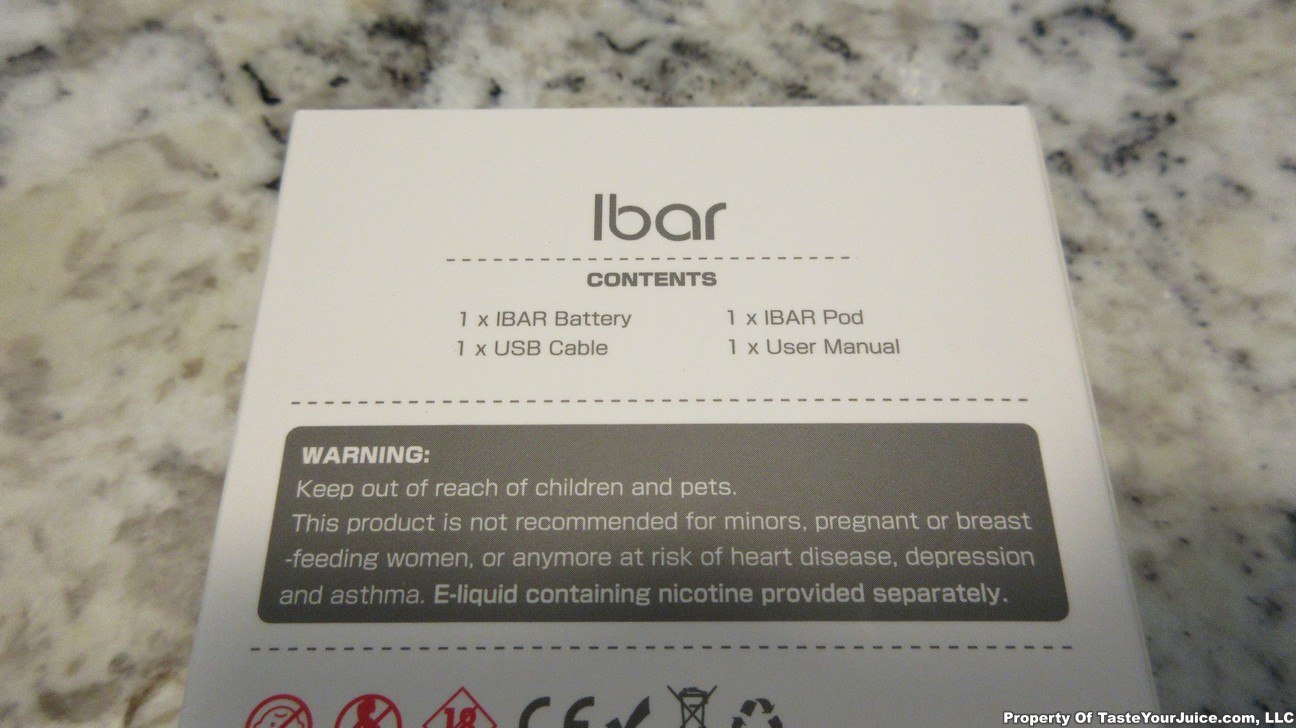 Ibar
CONTENTS
1 x IBAR Battery 1 x IBAR Pod
1 x USB Cable 1 x User Manual
WARNING:
Keep out of reach of children and pets.
This product is not recommended for minors, pregnant or breast
-feeding women, or anymore at risk of heart disease, depression
and asthma. E-liquid containing nicotine provided separately.
18
CE
Property Of TasteYourJuice.com, LLC